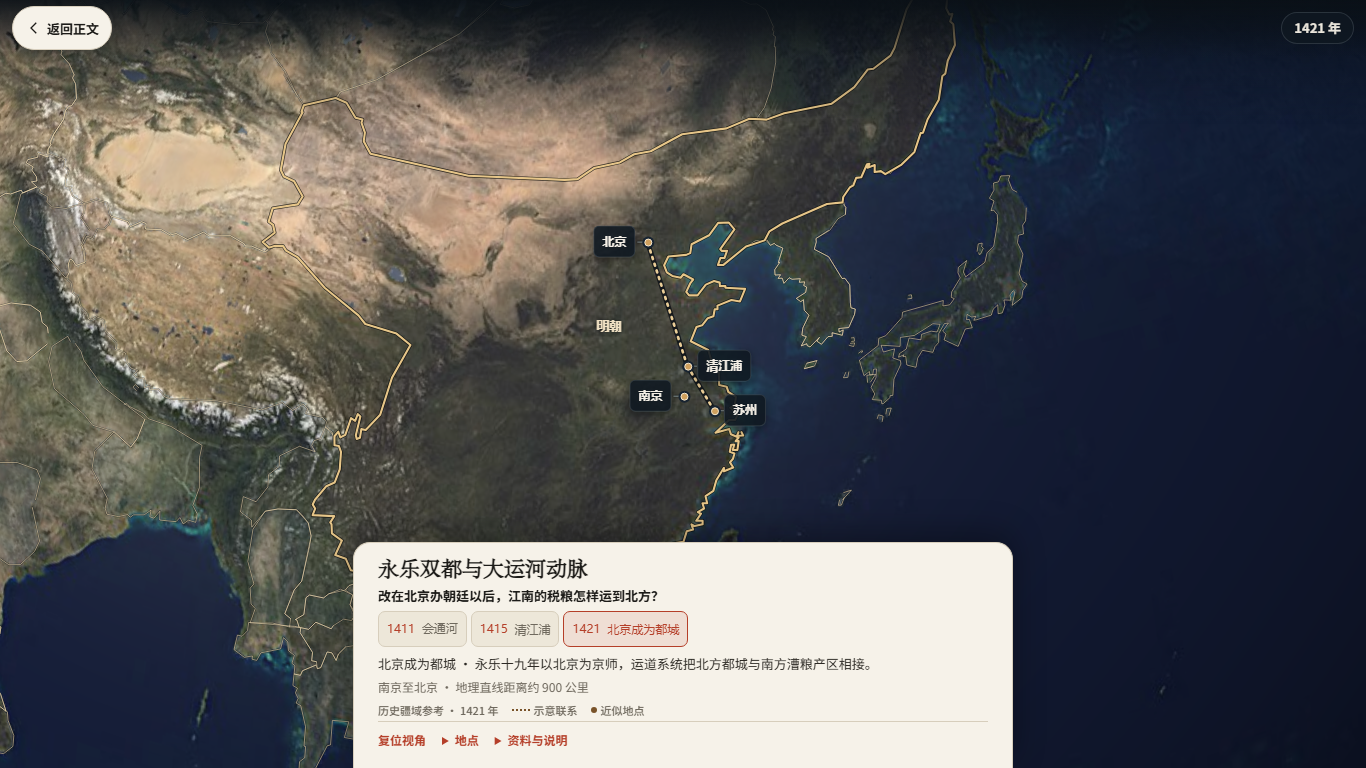 返回正文
1421 年
北京
明朝
清江浦
南京
苏州
永乐双都与大运河动脉
改在北京办朝廷以后，江南的税粮怎样运到北方？
1411 会通河 1415 清江浦 1421 北京成为都城
北京成为都城 · 永乐十九年以北京为京师，运道系统把北方都城与南方漕粮产区相接。
南京至北京 · 地理直线距离约 900 公里
历史疆域参考 · 1421 年 示意联系 近似地点
复位视角 ▶ 地点 ▶ 资料与说明